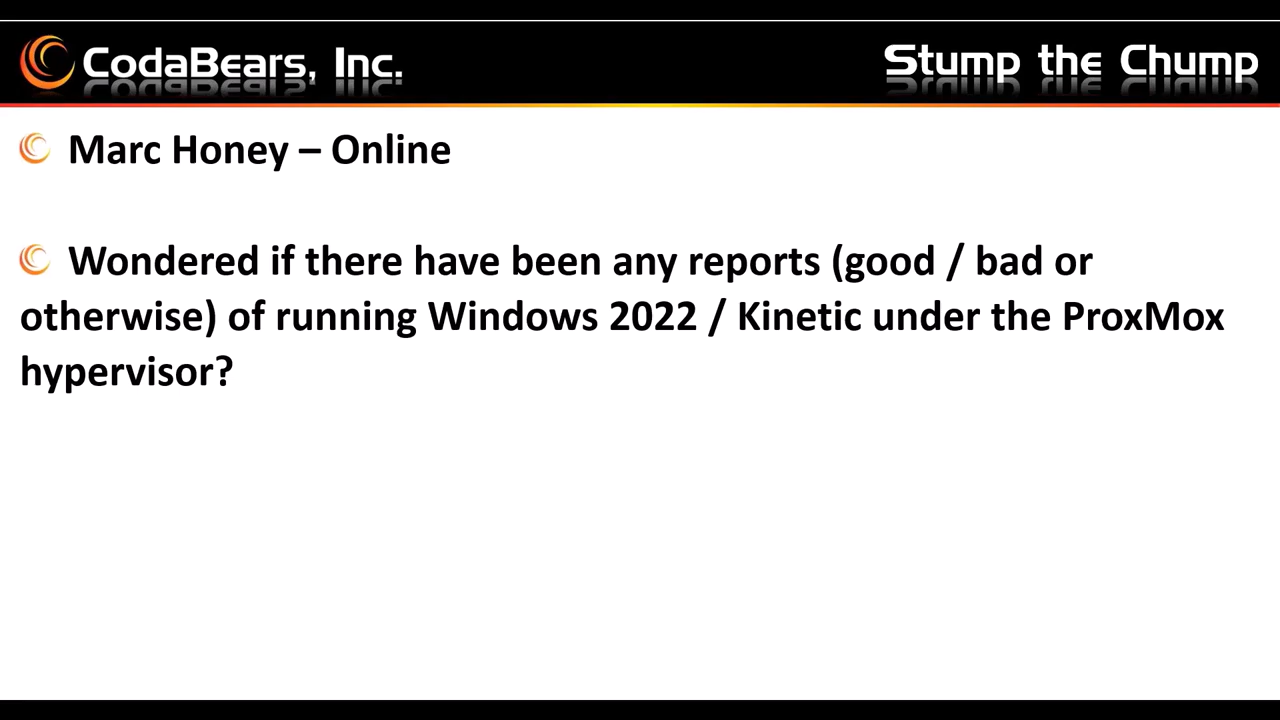 CodaBears, Inc. Stump the Chump
Marc Honey – Online
Wondered if there have been any reports (good / bad or
otherwise) of running Windows 2022 / Kinetic under the ProxMox
hypervisor?